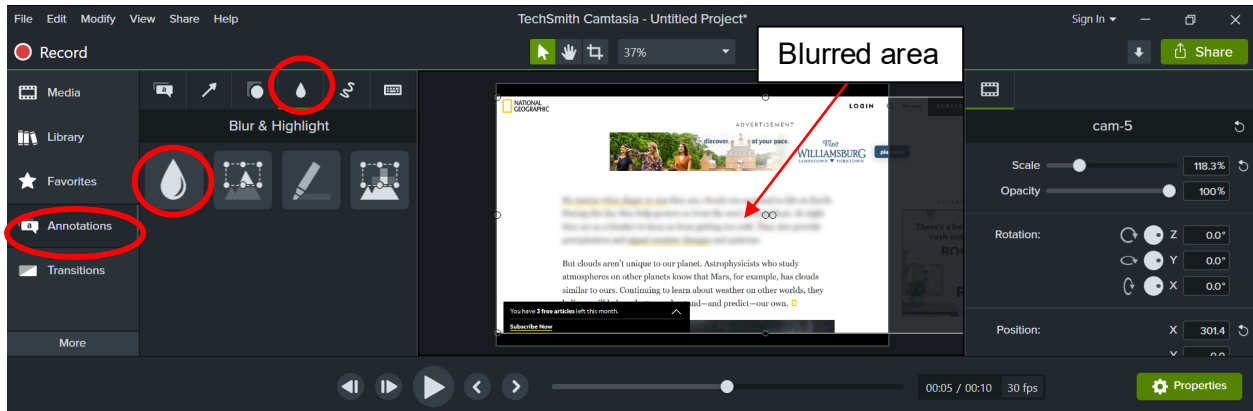 File Edit Modify View Share Help
TechSmith Camtasia - Untitled Project*
Sign In
Record
37%
Blurred area
Share
Media
Library
Favorites
Annotations
Transitions
More
a
Blur & Highlight
NATIONAL
GEOGRAPHIC
LOGIN
ADVERTISEMENT
discover
at your pace.
Visit
WILLIAMSBURG
JAMESTOWN YORKTOWN
But clouds aren't unique to our planet. Astrophysicists who study
atmospheres on other planets know that Mars, for example, has clouds
similar to ours. Continuing to learn about weather on other worlds, they
and—and predict—our own.
You have 3 free articles left this month.
Subscribe Now
cam-5
Scale 118.3%
Opacity 100%
Rotation: Z 0.0°
Y 0.0°
X 0.0°
Position: X 301.4
Y 0.0
00:05 / 00:10 30 fps
Properties